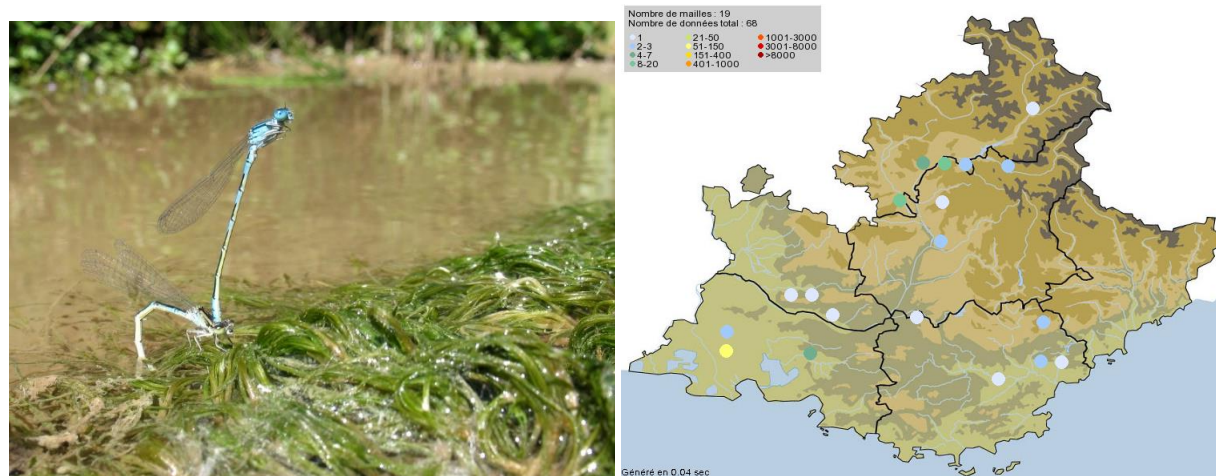 Nombre de mailles : 19
Nombre de données total : 68
1 21-50 1001-3000
2-3 51-150 3001-8000
4-7 151-400 >8000
8-20 401-1000
Généré en 0.04 sec